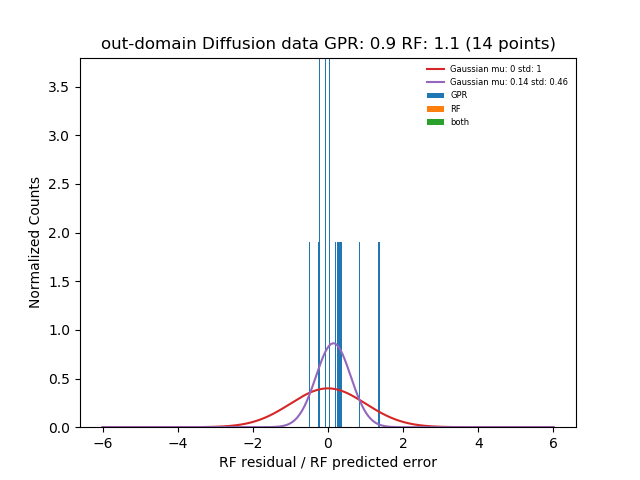 out-domain Diffusion data GPR: 0.9 RF: 1.1 (14 points)
Gaussian mu: 0 std: 1
Gaussian mu: 0.14 std: 0.46
GPR
RF
both
Normalized Counts
3.5
3.0
2.5
2.0
1.5
1.0
0.5
0.0
−6 −4 −2 0 2 4 6
RF residual / RF predicted error